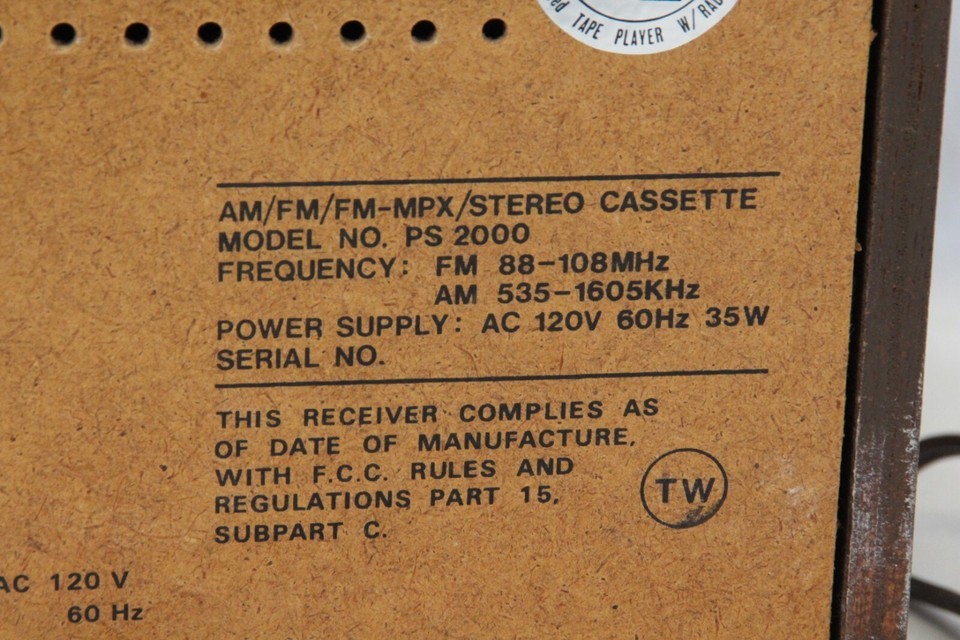 TAPE PLAYER W/
AM/FM/FM-MPX/STEREO CASSETTE
MODEL NO. PS 2000
FREQUENCY: FM 88-108MHz
AM 535-1605KHz
POWER SUPPLY: AC 120V 60Hz 35W
SERIAL NO.
THIS RECEIVER COMPLIES AS
OF DATE OF MANUFACTURE,
WITH F.C.C. RULES AND
REGULATIONS PART 15,
SUBPART C.
TW
AC 120 V
60 Hz